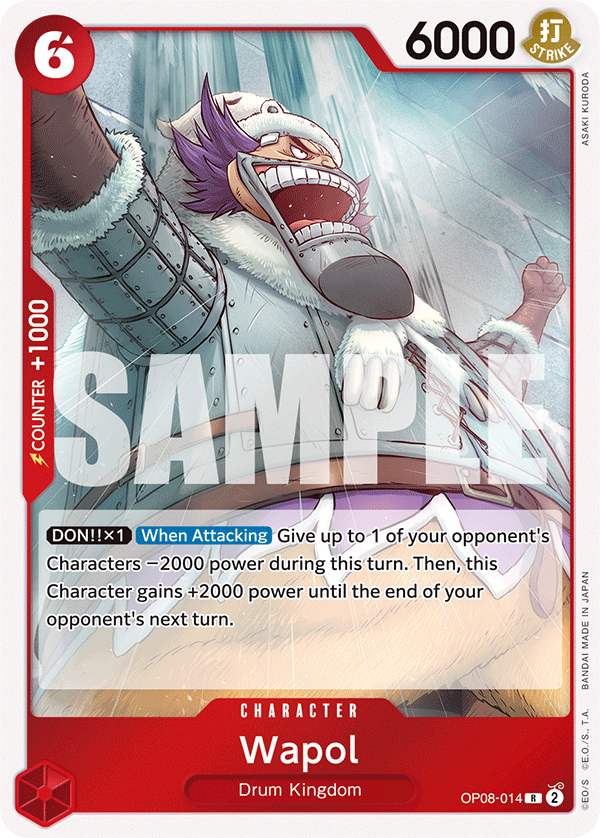 6
6000
打
STRIKE
ASAKI KURODA
COUNTER +1000
SAMPLE
DON!!×1 When Attacking Give up to 1 of your opponent's
Characters −2000 power during this turn. Then, this
Character gains +2000 power until the end of your
opponent's next turn.
©E.O./S., T.A. BANDAI MADE IN JAPAN
©EO/S
CHARACTER
Wapol
Drum Kingdom
OP08-014 R 2